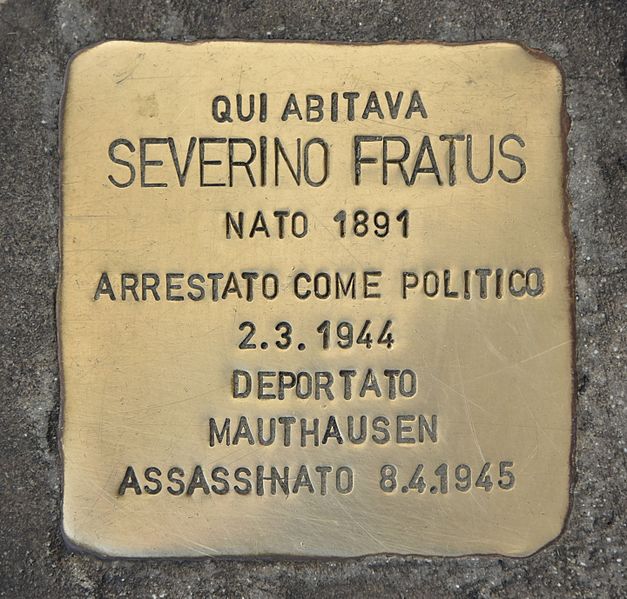 QUI ABITAVA
SEVERINO FRATUS
NATO 1891
ARRESTATO COME POLITICO
2.3.1944
DEPORTATO
MAUTHAUSEN
ASSASSINATO 8.4.1945